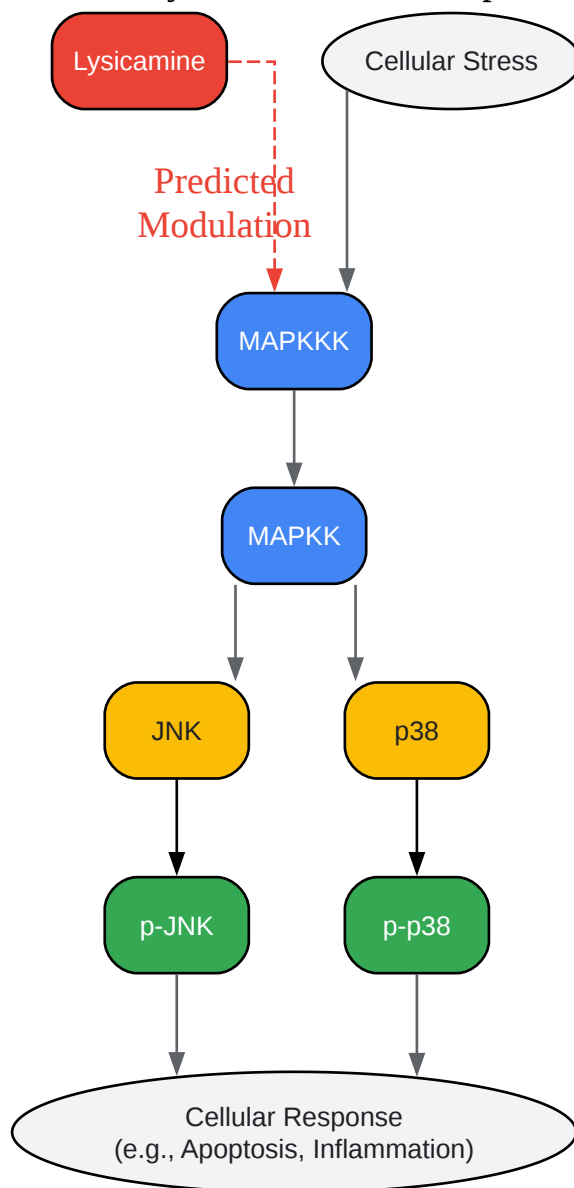 Lysicamine
Cellular Stress
Predicted
Modulation
MAPKKK
MAPKK
JNK
p38
p-JNK
p-p38
Cellular Response
(e.g., Apoptosis, Inflammation)